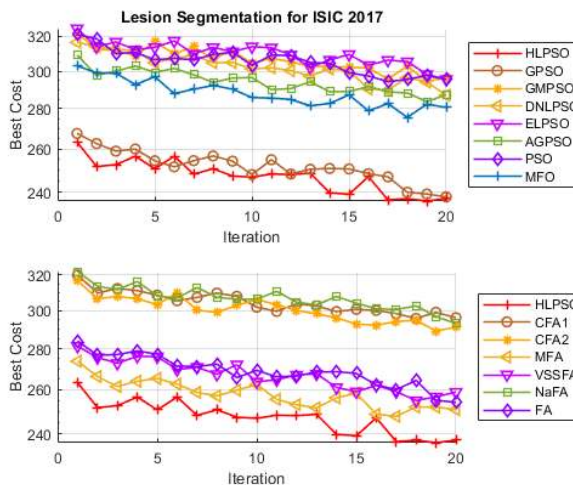 Lesion Segmentation for ISIC 2017
320
300
280
260
240
Best Cost
0
5
10
15
20
Iteration
HLPSO
GPSO
GMPSO
DNLPSO
ELPSO
AGPSO
PSO
MFO
320
300
280
260
240
Best Cost
0
5
10
15
20
Iteration
HLPSO
CFA1
CFA2
MFA
VSSFA
NaFA
FA